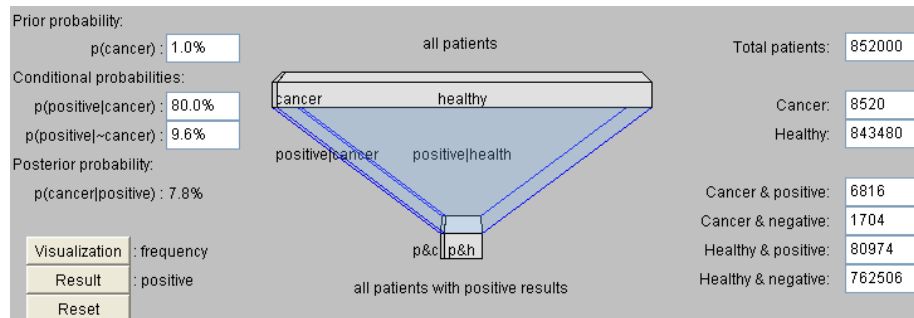 Prior probability:
p(cancer) : 1.0%
Conditional probabilities:
p(positive|cancer) : 80.0%
p(positive|~cancer) : 9.6%
Posterior probability:
p(cancer|positive) : 7.8%
Visualization : frequency
Result : positive
Reset
all patients
cancer healthy
positive|cancer positive|health
p&c p&h
all patients with positive results
Total patients: 852000
Cancer: 8520
Healthy: 843480
Cancer & positive: 6816
Cancer & negative: 1704
Healthy & positive: 80974
Healthy & negative: 762506